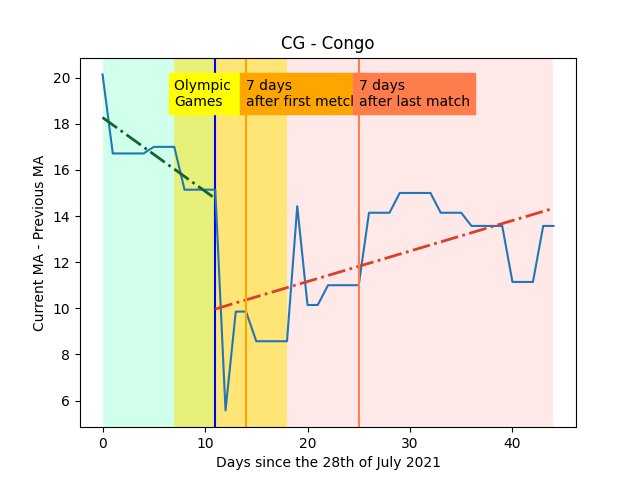 CG - Congo
Olympic
Games
7 days
after first metch
7 days
after last match
Current MA - Previous MA
20
18
16
14
12
10
8
6
0
10
20
30
40
Days since the 28th of July 2021